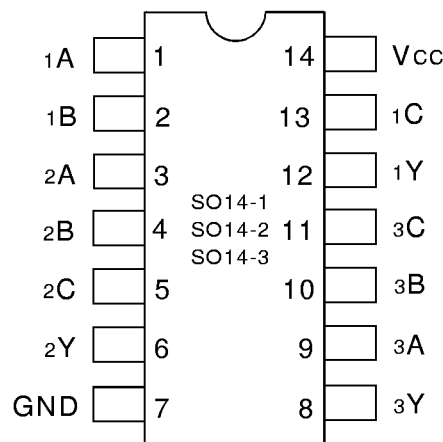 1A 1 14 VCC
1B 2 13 1C
2A 3 12 1Y
SO14-1
2B 4 SO14-2 11 3C
SO14-3
2C 5 10 3B
2Y 6 9 3A
GND 7 8 3Y